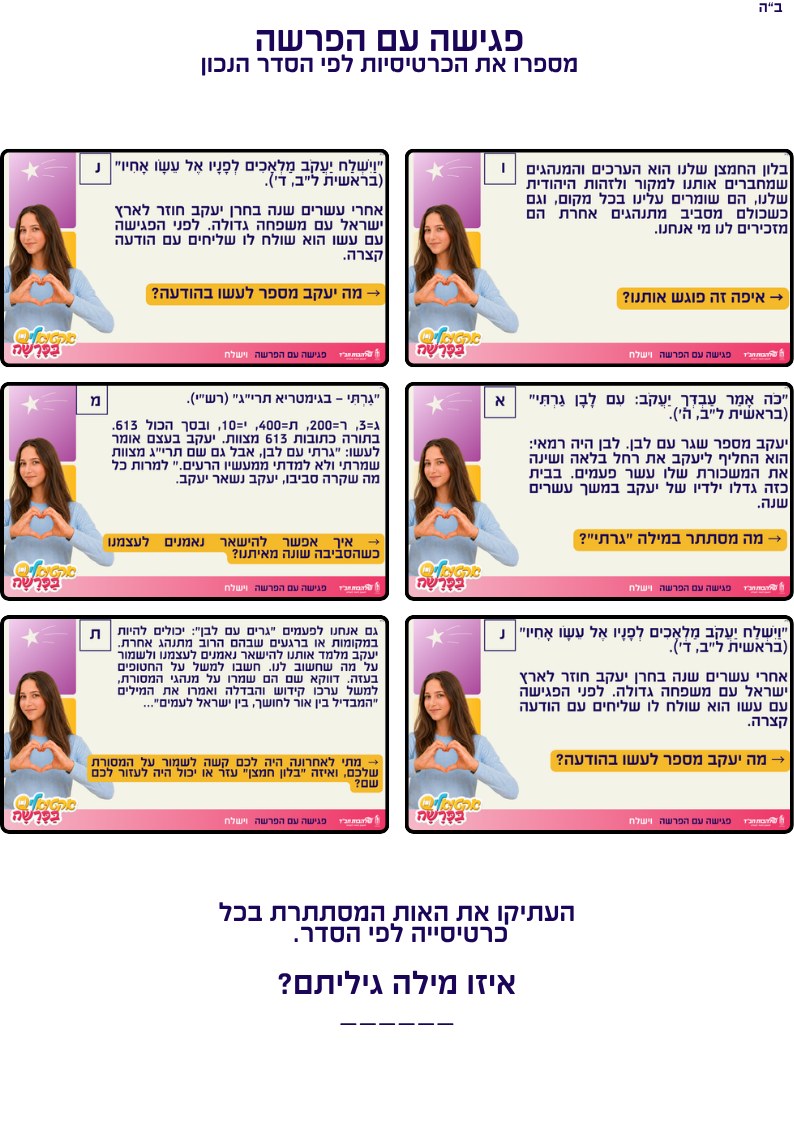 ב"ה
פגישה עם הפרשה
מספרו את הכרטיסיות לפי הסדר הנכון
ו
בלון החמצן שלנו הוא הערכים והמנהגים
שמחברים אותנו למקור ולזהות היהודית
שלנו, הם שומרים עלינו בכל מקום, וגם
כשכולם מסביב מתנהגים אחרת הם
מזכירים לנו מי אנחנו.
→ איפה זה פוגש אותנו?
אקטואליים
בַּפָּרָשָׁה
פגישה עם הפרשה וישלח
נ
"וַיִּשְׁלַח יַעֲקֹב מַלְאָכִים לְפָנָיו אֶל עֵשָׂו אָחִיו"
(בראשית ל"ב, ד').
אחרי עשרים שנה בחרן יעקב חוזר לארץ
ישראל עם משפחה גדולה. לפני הפגישה
עם עשו הוא שולח לו שליחים עם הודעה
קצרה.
→ מה יעקב מספר לעשו בהודעה?
אקטואליים
בַּפָּרָשָׁה
פגישה עם הפרשה וישלח
א
"כֹּה אָמַר עַבְדְּךָ יַעֲקֹב: עִם לָבָן גַּרְתִּי"
(בראשית ל"ב, ה').
יעקב מספר שגר עם לבן. לבן היה רמאי:
הוא החליף ליעקב את רחל בלאה ושינה
את המשכורת שלו עשר פעמים. בבית
כזה גדלו ילדיו של יעקב במשך עשרים
שנה.
→ מה מסתתר במילה "גרתי"?
אקטואליים
בַּפָּרָשָׁה
פגישה עם הפרשה וישלח
מ
"גַּרְתִּי – בגימטריא תרי"ג" (רש"י).
ג=3, ר=200, ת=400, י=10, ובסך הכול 613.
בתורה כתובות 613 מצוות. יעקב בעצם אומר
לעשו: "גרתי עם לבן, אבל גם שם תרי"ג מצוות
שמרתי ולא למדתי ממעשיו הרעים." למרות כל
מה שקרה סביבו, יעקב נשאר יעקב.
→ איך אפשר להישאר נאמנים לעצמנו
כשהסביבה שונה מאיתנו?
אקטואליים
בַּפָּרָשָׁה
פגישה עם הפרשה וישלח
נ
"וַיִּשְׁלַח יַעֲקֹב מַלְאָכִים לְפָנָיו אֶל עֵשָׂו אָחִיו"
(בראשית ל"ב, ד').
אחרי עשרים שנה בחרן יעקב חוזר לארץ
ישראל עם משפחה גדולה. לפני הפגישה
עם עשו הוא שולח לו שליחים עם הודעה
קצרה.
→ מה יעקב מספר לעשו בהודעה?
אקטואליים
בַּפָּרָשָׁה
פגישה עם הפרשה וישלח
ת
גם אנחנו לפעמים "גרים עם לבן": יכולים להיות
במקומות או ברגעים שבהם הרוב מתנהג אחרת.
יעקב מלמד אותנו להישאר נאמנים לעצמנו ולשמור
על מה שחשוב לנו. חשבו למשל על החטופים
בעזה. דווקא שם הם שמרו על מנהגי המסורת,
למשל ערכו קידוש והבדלה ואמרו את המילים
"המבדיל בין אור לחושך, בין ישראל לעמים"...
→ מתי לאחרונה היה לכם קשה לשמור על המסורת
שלכם, ואיזה "בלון חמצן" עזר או יכול היה לעזור לכם
שם?
אקטואליים
בַּפָּרָשָׁה
פגישה עם הפרשה וישלח
העתיקו את האות המסתתרת בכל
כרטיסייה לפי הסדר.
איזו מילה גיליתם?
_ _ _ _ _ _